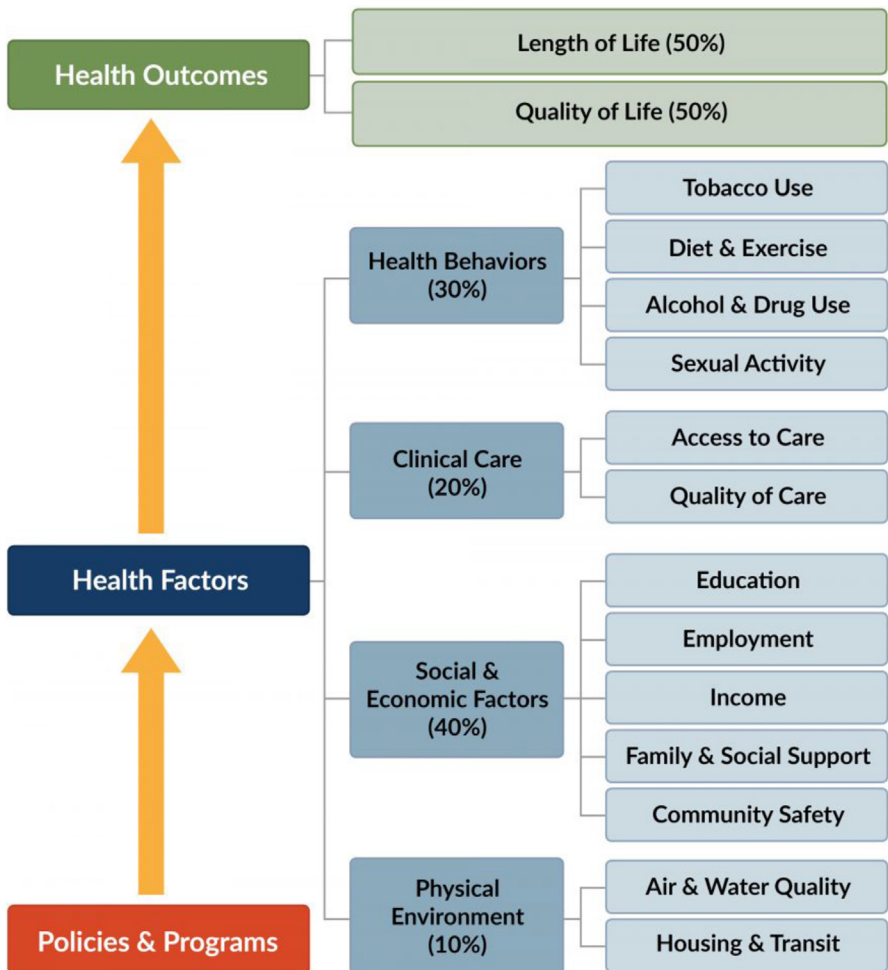 Health Outcomes
Length of Life (50%)
Quality of Life (50%)
Health Factors
Health Behaviors
(30%)
Tobacco Use
Diet & Exercise
Alcohol & Drug Use
Sexual Activity
Clinical Care
(20%)
Access to Care
Quality of Care
Social &
Economic Factors
(40%)
Education
Employment
Income
Family & Social Support
Community Safety
Physical
Environment
(10%)
Air & Water Quality
Housing & Transit
Policies & Programs